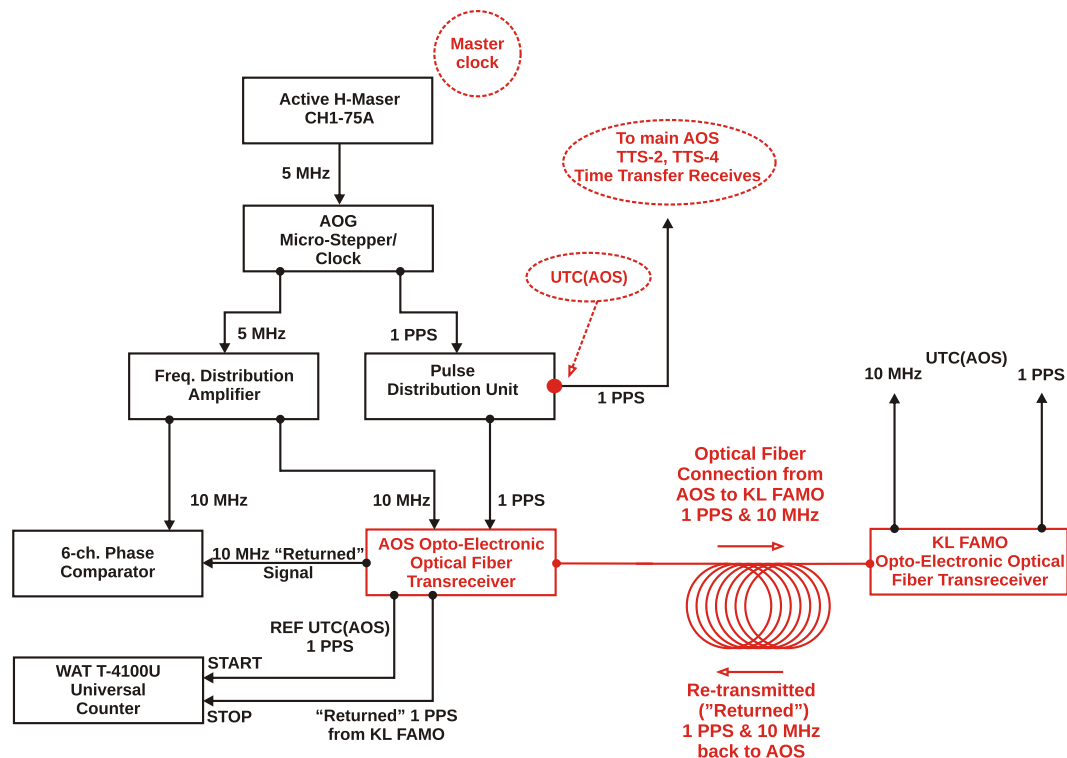 Master
clock
Active H-Maser
CH1-75A
To main AOS
TTS-2, TTS-4
Time Transfer Receives
5 MHz
AOG
Micro-Stepper/
Clock
UTC(AOS)
5 MHz
1 PPS
Freq. Distribution
Amplifier
Pulse
Distribution Unit
1 PPS
UTC(AOS)
10 MHz
1 PPS
10 MHz
10 MHz
1 PPS
Optical Fiber
Connection from
AOS to KL FAMO
1 PPS & 10 MHz
6-ch. Phase
Comparator
10 MHz “Returned”
Signal
AOS Opto-Electronic
Optical Fiber
Transreceiver
KL FAMO
Opto-Electronic Optical
Fiber Transreceiver
REF UTC(AOS)
1 PPS
WAT T-4100U
Universal
Counter
START
STOP
“Returned” 1 PPS
from KL FAMO
Re-transmitted
(”Returned”)
1 PPS & 10 MHz
back to AOS